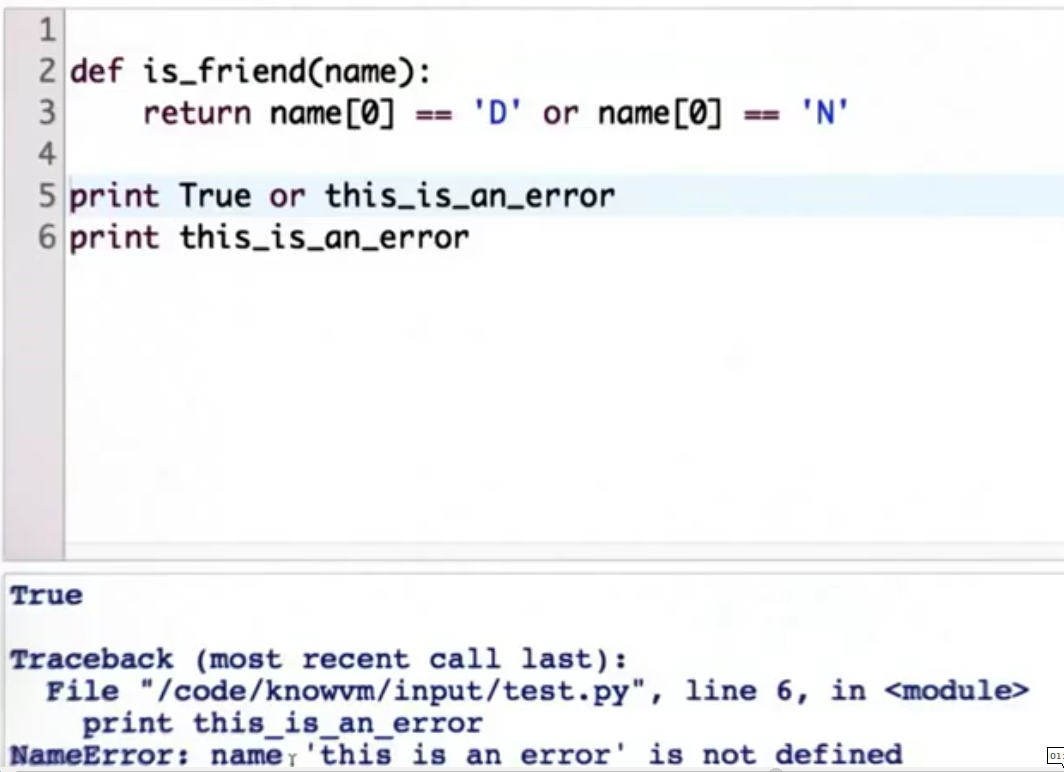 1
2 def is_friend(name):
3     return name[0] == 'D' or name[0] == 'N'
4
5 print True or this_is_an_error
6 print this_is_an_error
True
Traceback (most recent call last):
  File "/code/knowvm/input/test.py", line 6, in <module>
    print this_is_an_error
NameError: name 'this is an error' is not defined